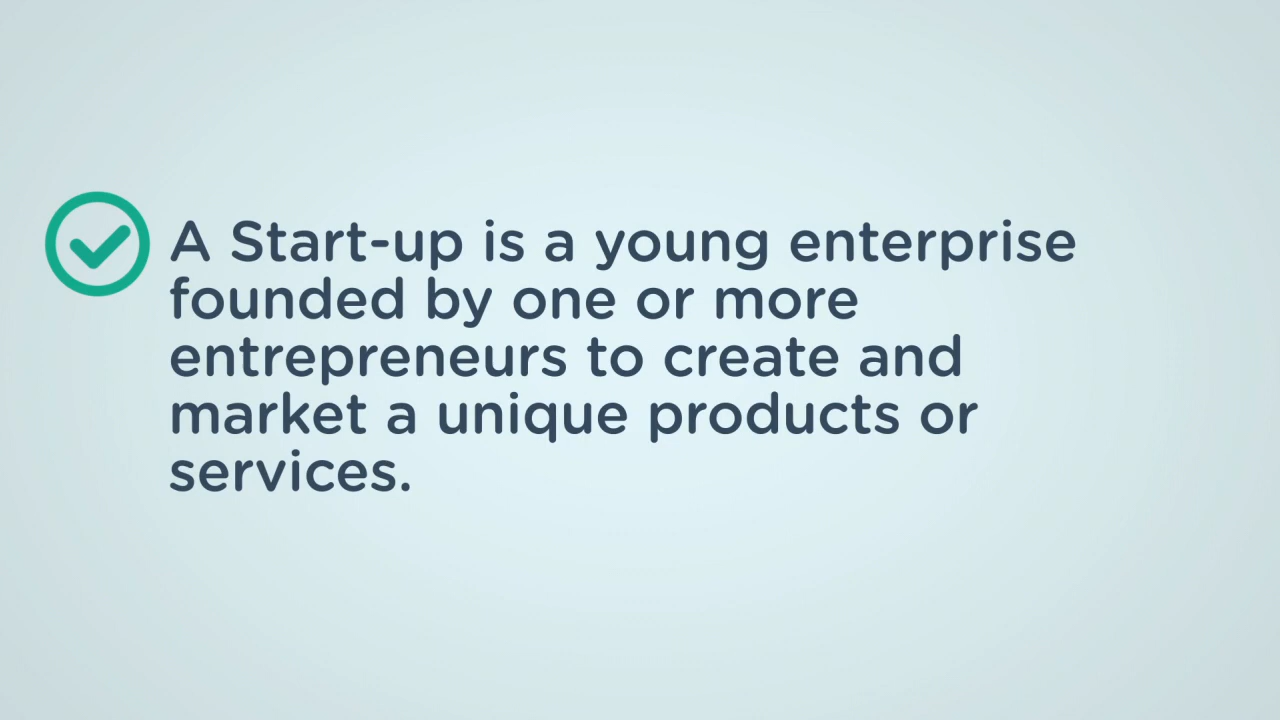 A Start-up is a young enterprise
founded by one or more
entrepreneurs to create and
market a unique products or
services.